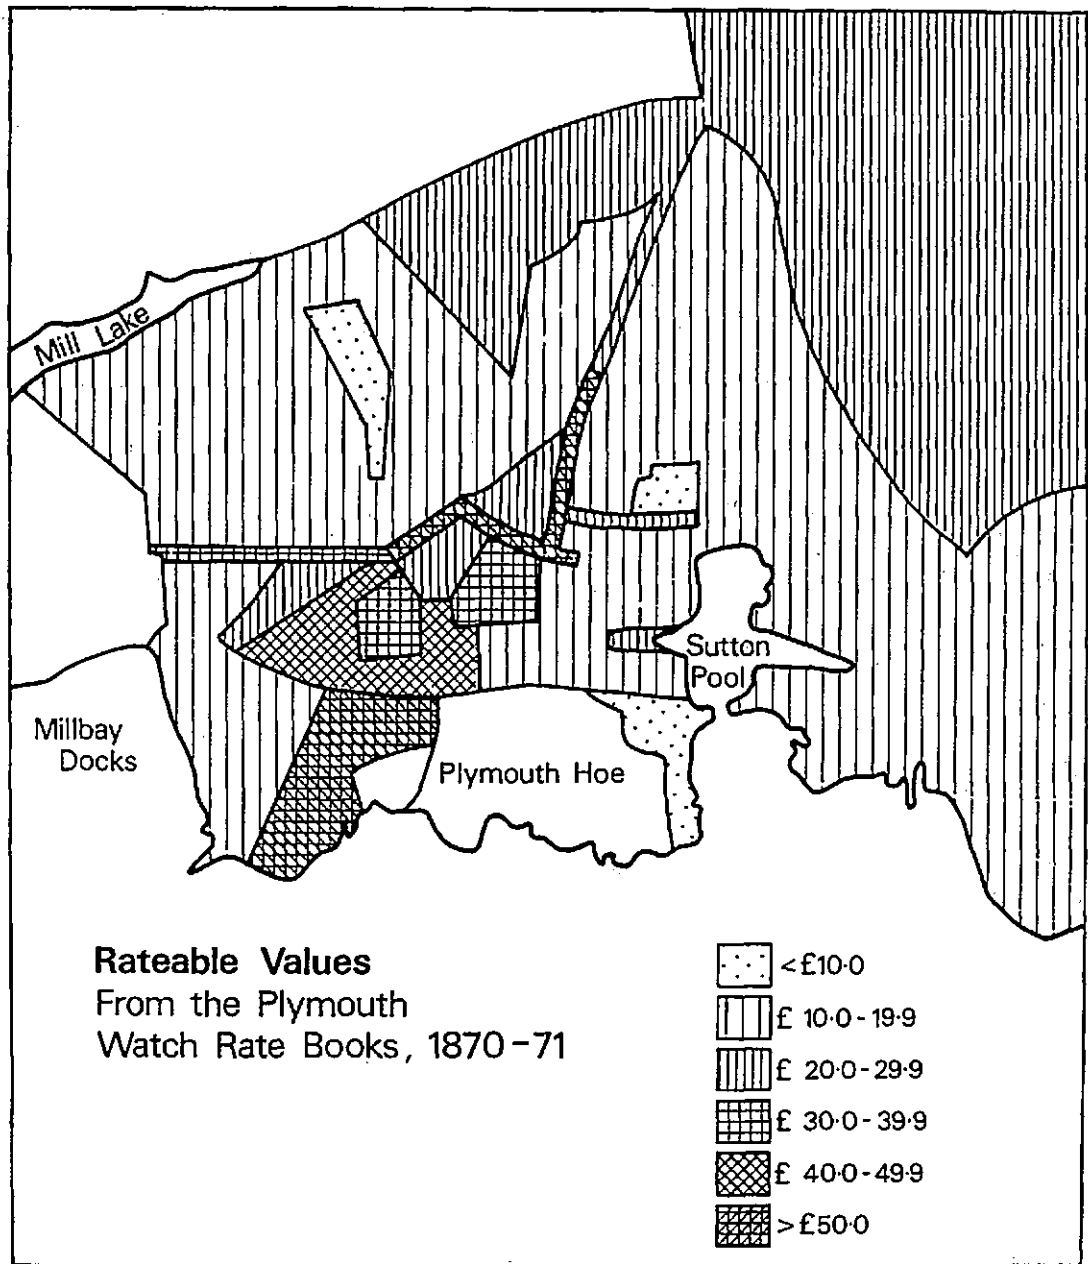 Mill Lake
Sutton
Pool
Millbay
Docks
Plymouth Hoe
Rateable Values
From the Plymouth
Watch Rate Books, 1870-71
<£10·0
£ 10·0-19·9
£ 20·0-29·9
£ 30·0-39·9
£ 40·0-49·9
>£50·0